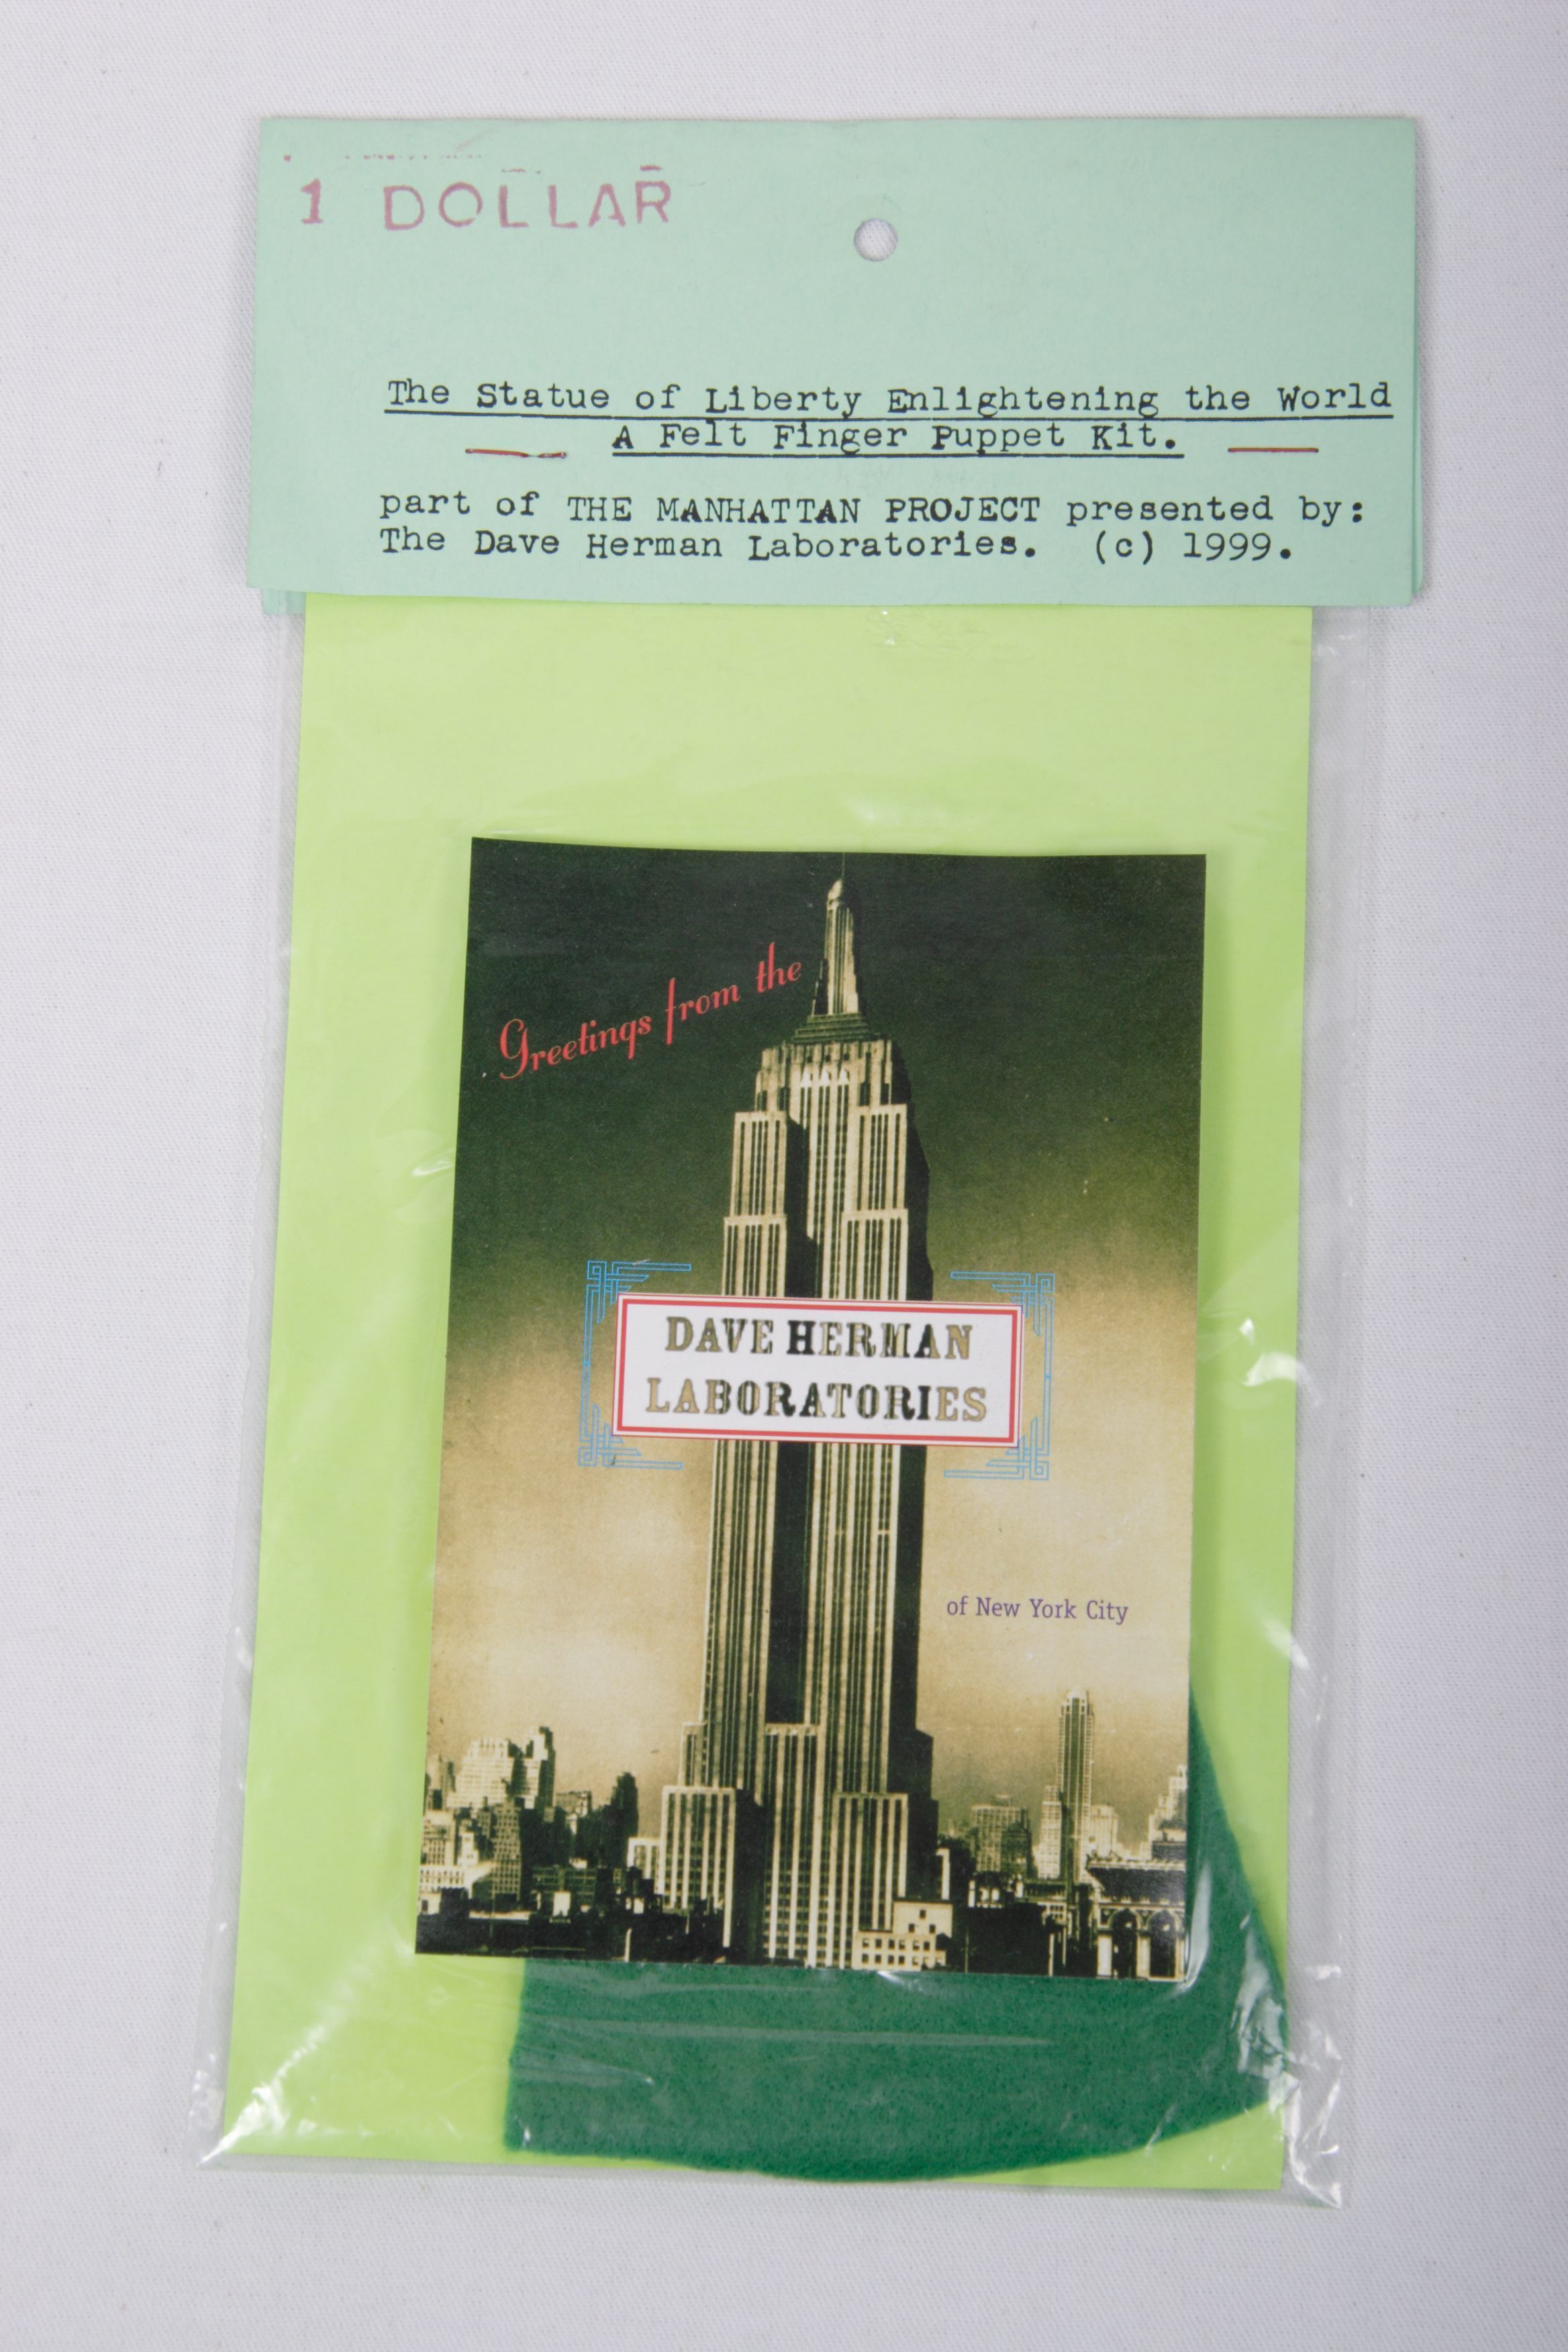 1 DOLLAR
The Statue of Liberty Enlightening the World
A Felt Finger Puppet Kit.
part of THE MANHATTAN PROJECT presented by:
The Dave Herman Laboratories. (c) 1999.
Greetings from the
DAVE HERMAN
LABORATORIES
of New York City